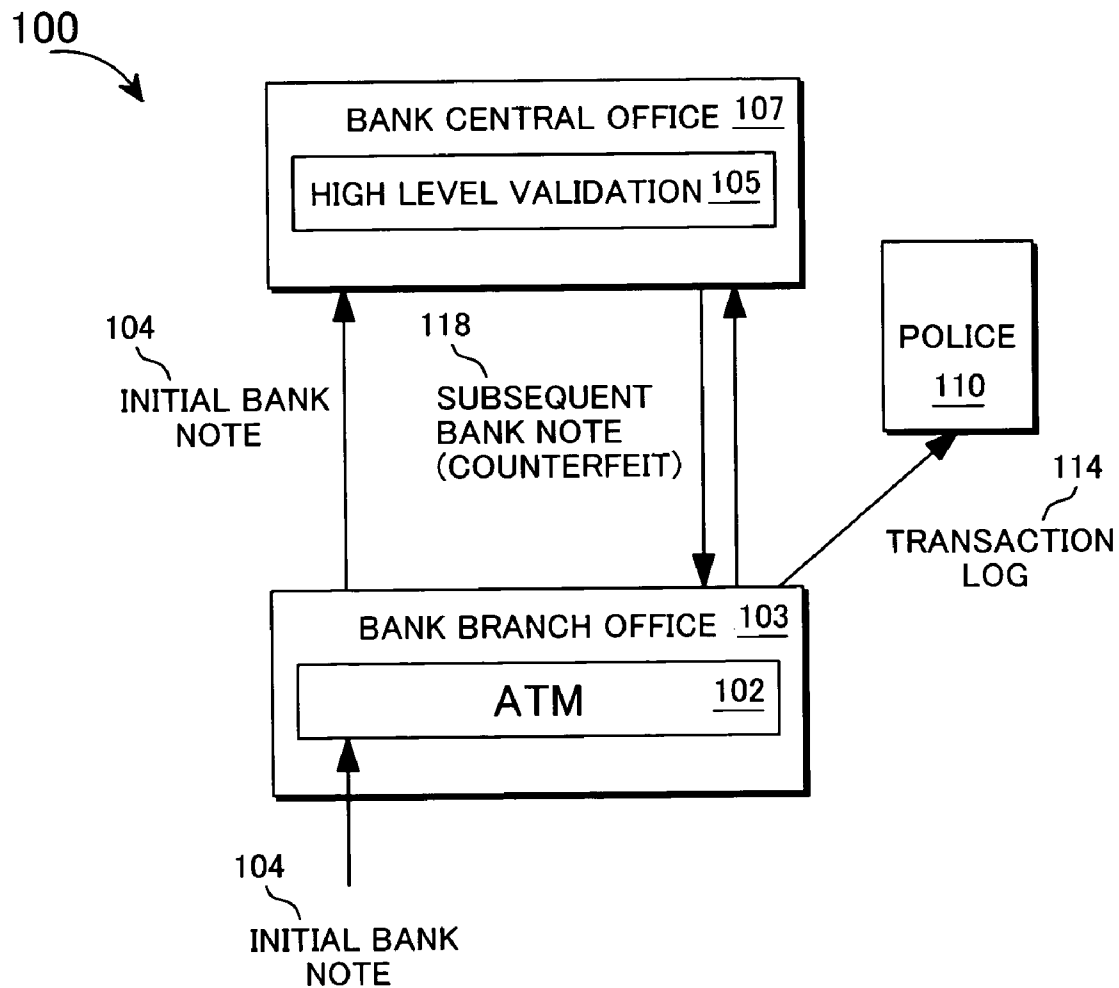 100
BANK CENTRAL OFFICE 107
HIGH LEVEL VALIDATION 105
104
INITIAL BANK
NOTE
118
SUBSEQUENT
BANK NOTE
(COUNTERFEIT)
POLICE
110
114
TRANSACTION
LOG
BANK BRANCH OFFICE 103
ATM 102
104
INITIAL BANK
NOTE